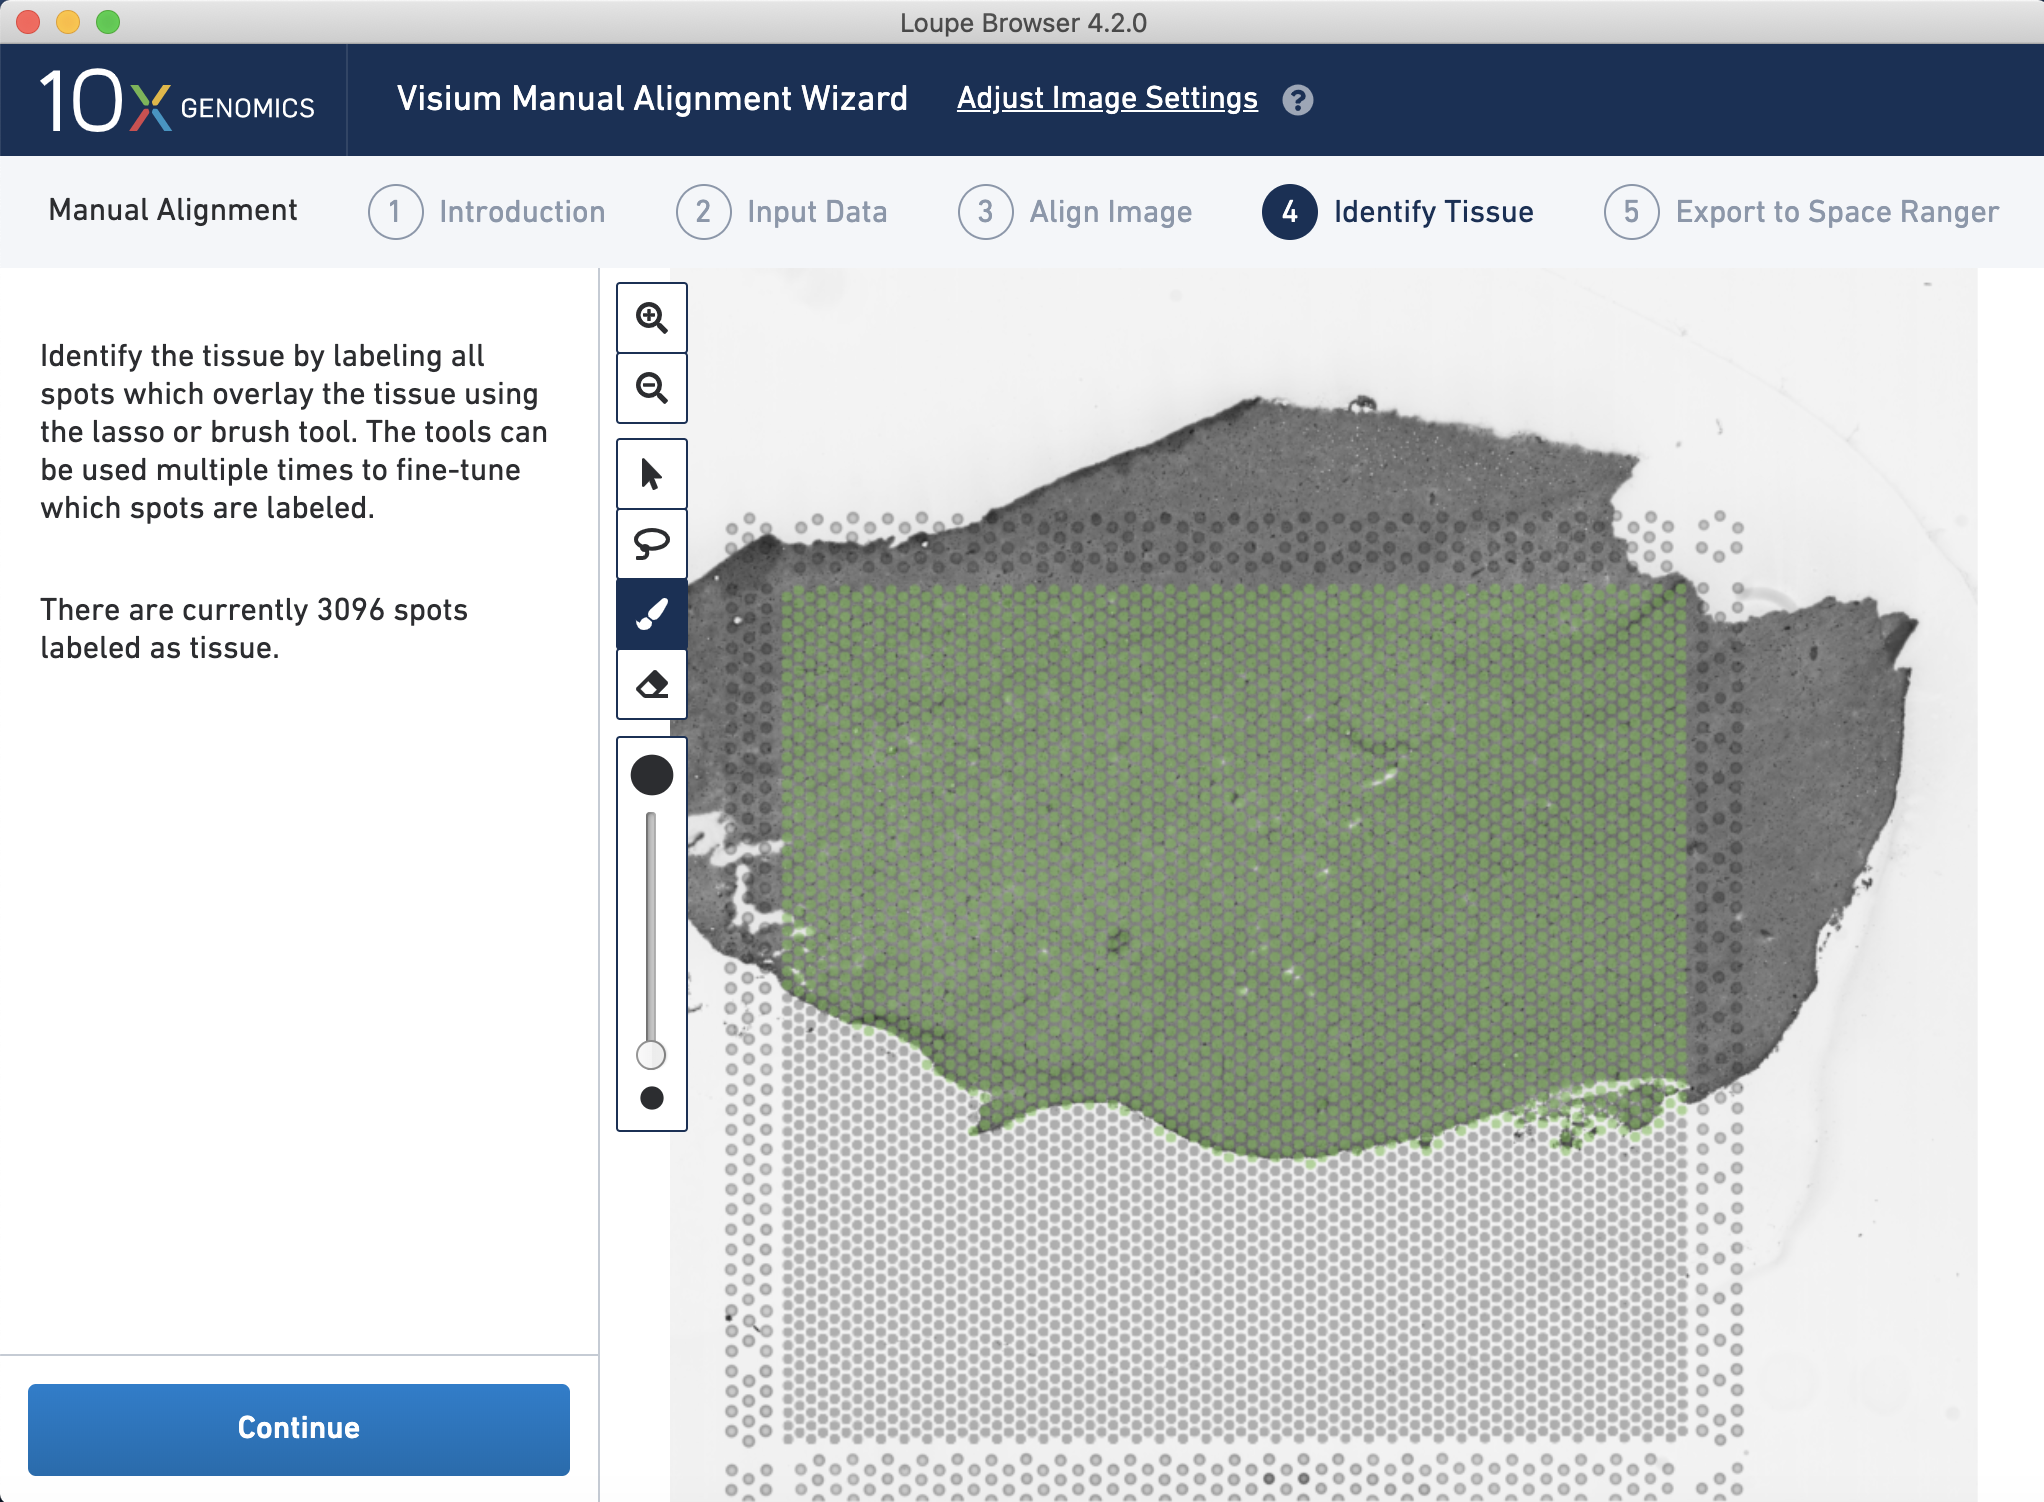 Loupe Browser 4.2.0
10x GENOMICS
Visium Manual Alignment Wizard
Adjust Image Settings
?
Manual Alignment
1 Introduction
2 Input Data
3 Align Image
4 Identify Tissue
5 Export to Space Ranger
Identify the tissue by labeling all
spots which overlay the tissue using
the lasso or brush tool. The tools can
be used multiple times to fine-tune
which spots are labeled.
There are currently 3096 spots
labeled as tissue.
Continue